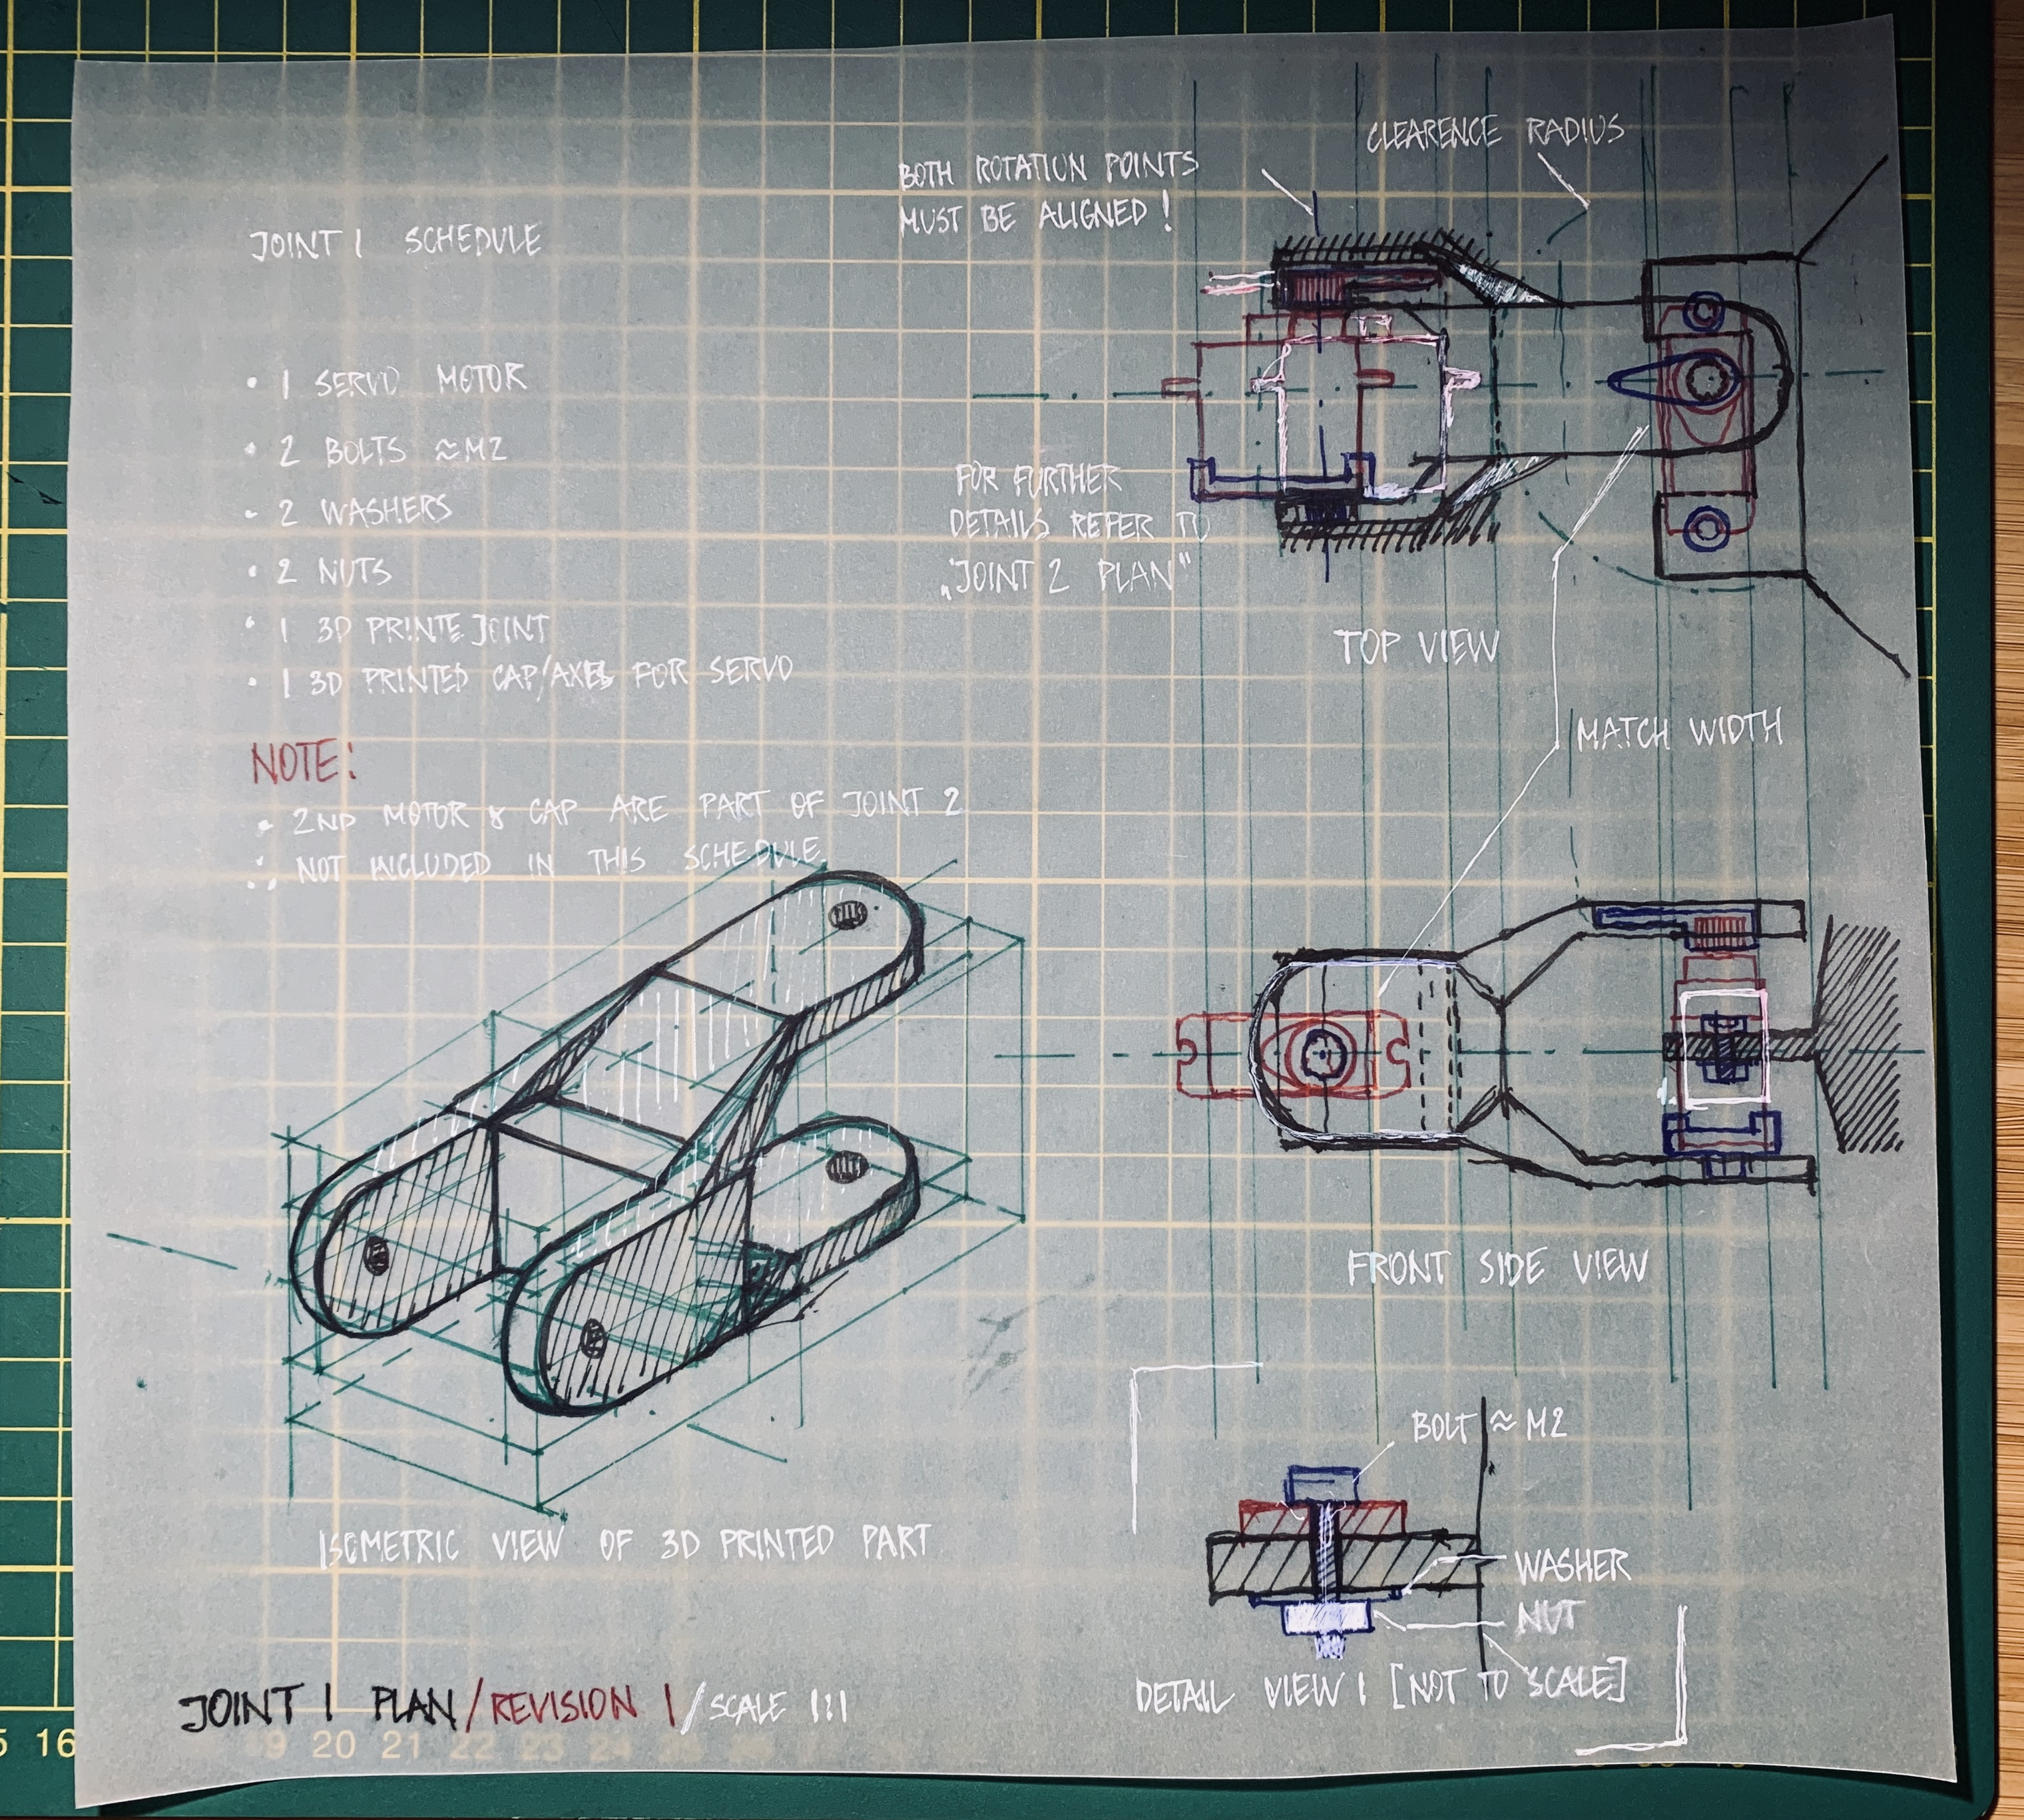 JOINT 1 SCHEDULE
• 1 SERVO MOTOR
• 2 BOLTS ≈M2
• 2 WASHERS
• 2 NUTS
• 1 3D PRINTE JOINT
• 1 3D PRINTED CAP/AXEL FOR SERVO
NOTE:
• 2ND MOTOR & CAP ARE PART OF JOINT 2
∴ NOT INCLUDED IN THIS SCHEDULE.
ISOMETRIC VIEW OF 3D PRINTED PART
JOINT 1 PLAN/REVISION 1/SCALE 1:1
BOTH ROTATION POINTS
MUST BE ALIGNED!
CLEARENCE RADIUS
FOR FURTHER
DETAILS REFER TO
„JOINT 2 PLAN"
TOP VIEW
MATCH WIDTH
FRONT SIDE VIEW
BOLT ≈ M2
WASHER
NUT
DETAIL VIEW 1 [NOT TO SCALE]
5 16 19 20 21 22 23 24